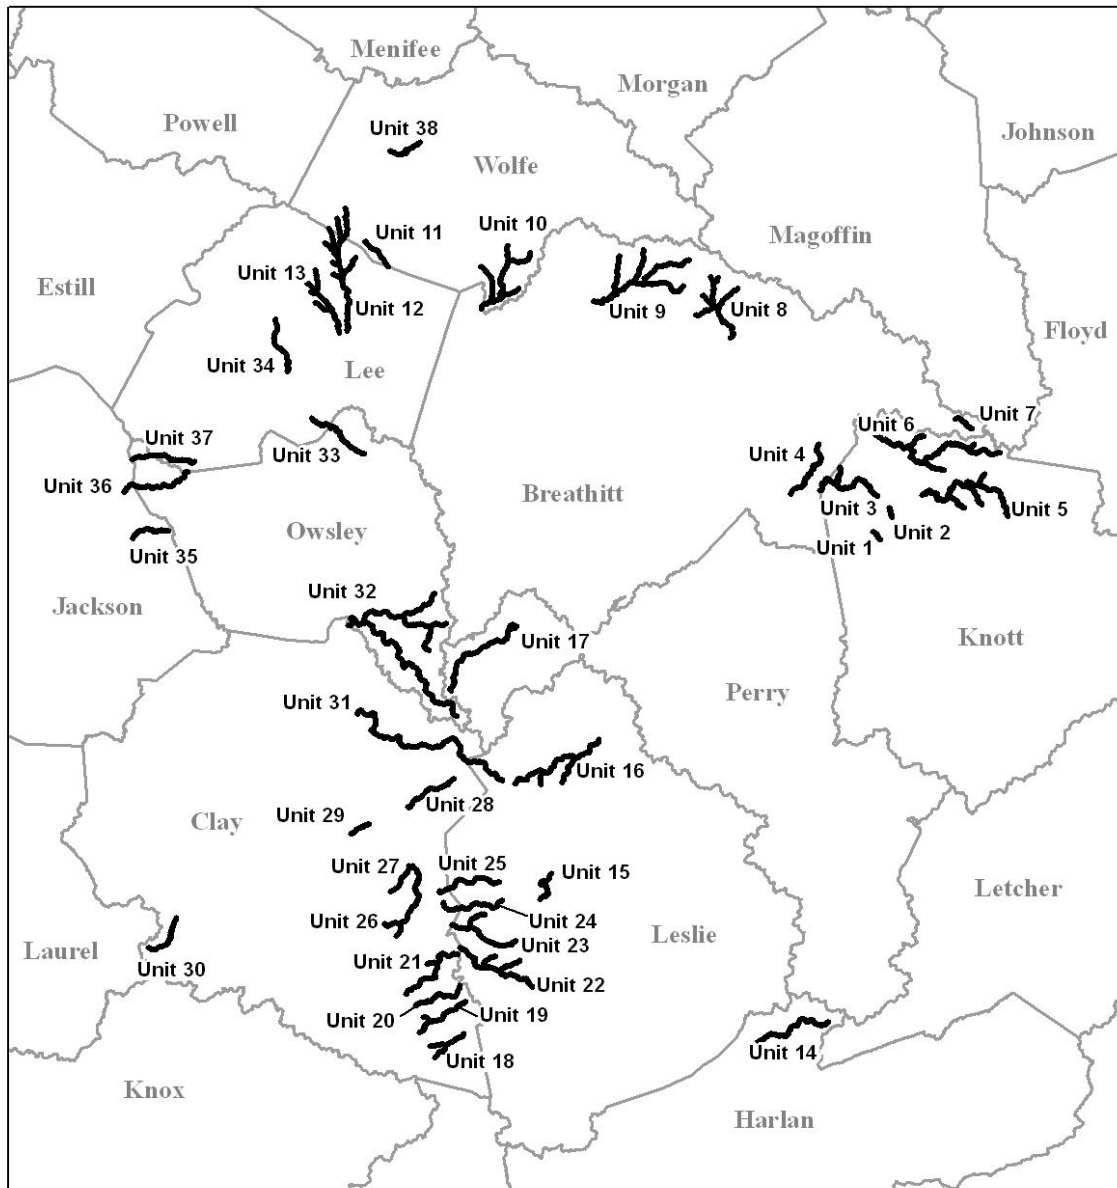 Menifee
Morgan
Powell
Unit 38
Johnson
Wolfe
Unit 10
Unit 11
Magoffin
Unit 13
Estill
Unit 12
Unit 9
Unit 8
Floyd
Unit 34
Lee
Unit 7
Unit 6
Unit 37
Unit 33
Unit 4
Unit 36
Breathitt
Unit 3
Unit 5
Owsley
Unit 2
Unit 35
Unit 1
Unit 32
Jackson
Unit 17
Knott
Perry
Unit 31
Unit 16
Unit 28
Unit 29
Clay
Unit 27
Unit 25
Unit 15
Letcher
Unit 26
Unit 24
Leslie
Unit 23
Laurel
Unit 21
Unit 30
Unit 22
Unit 20
Unit 19
Unit 14
Unit 18
Knox
Harlan